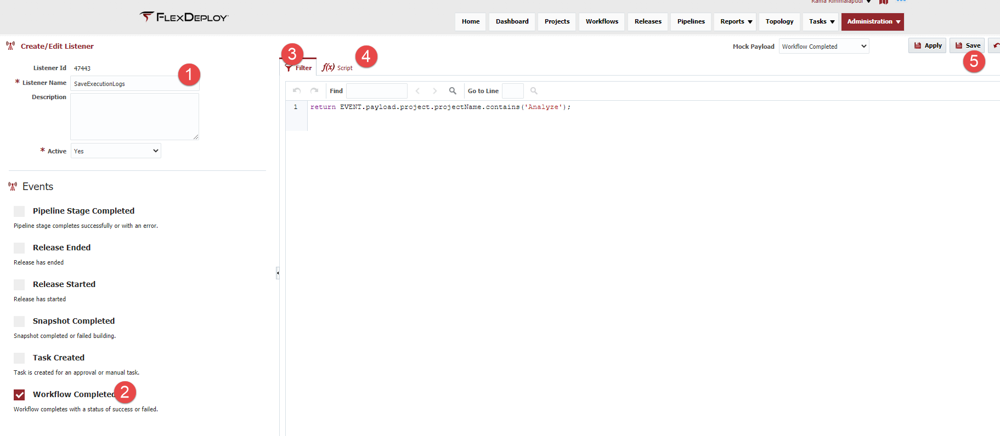 Rama Rimmalapudi
FLEXDEPLOY
Home Dashboard Projects Workflows Releases Pipelines Reports Topology Tasks Administration
Create/Edit Listener
Mock Payload Workflow Completed Apply Save
3 4 5
Filter f(x) Script
Listener Id 47443
1
* Listener Name SaveExecutionLogs
Description
* Active Yes
Find Go to Line
1 return EVENT.payload.project.projectName.contains('Analyze');
Events
Pipeline Stage Completed
Pipeline stage completes successfully or with an error.
Release Ended
Release has ended
Release Started
Release has started
Snapshot Completed
Snapshot completed or failed building.
Task Created
Task is created for an approval or manual task.
Workflow Completed 2
Workflow completes with a status of success or failed.